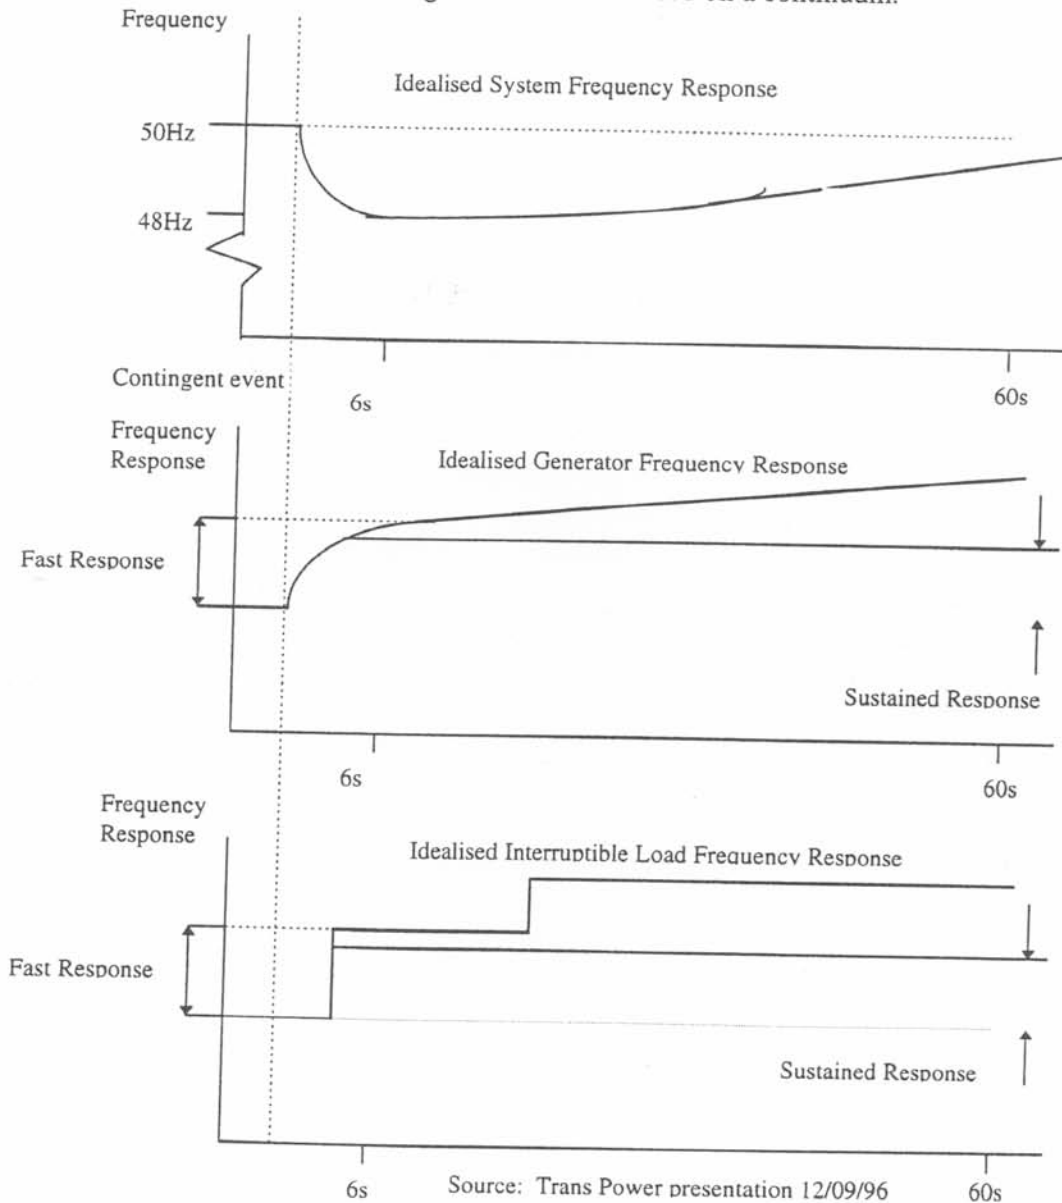 on a continuum.
Frequency
Idealised System Frequency Response
50Hz
48Hz
Contingent event
6s
60s
Frequency
Response
Idealised Generator Frequency Response
Fast Response
Sustained Response
6s
60s
Frequency
Response
Idealised Interruptible Load Frequency Response
Fast Response
Sustained Response
6s
Source: Trans Power presentation 12/09/96
60s